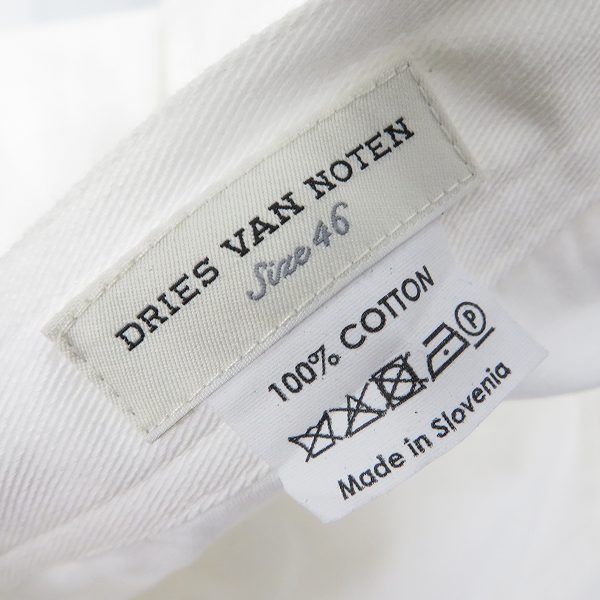 DRIES VAN NOTEN
Size 46
100% COTTON
P
Made in Slovenia